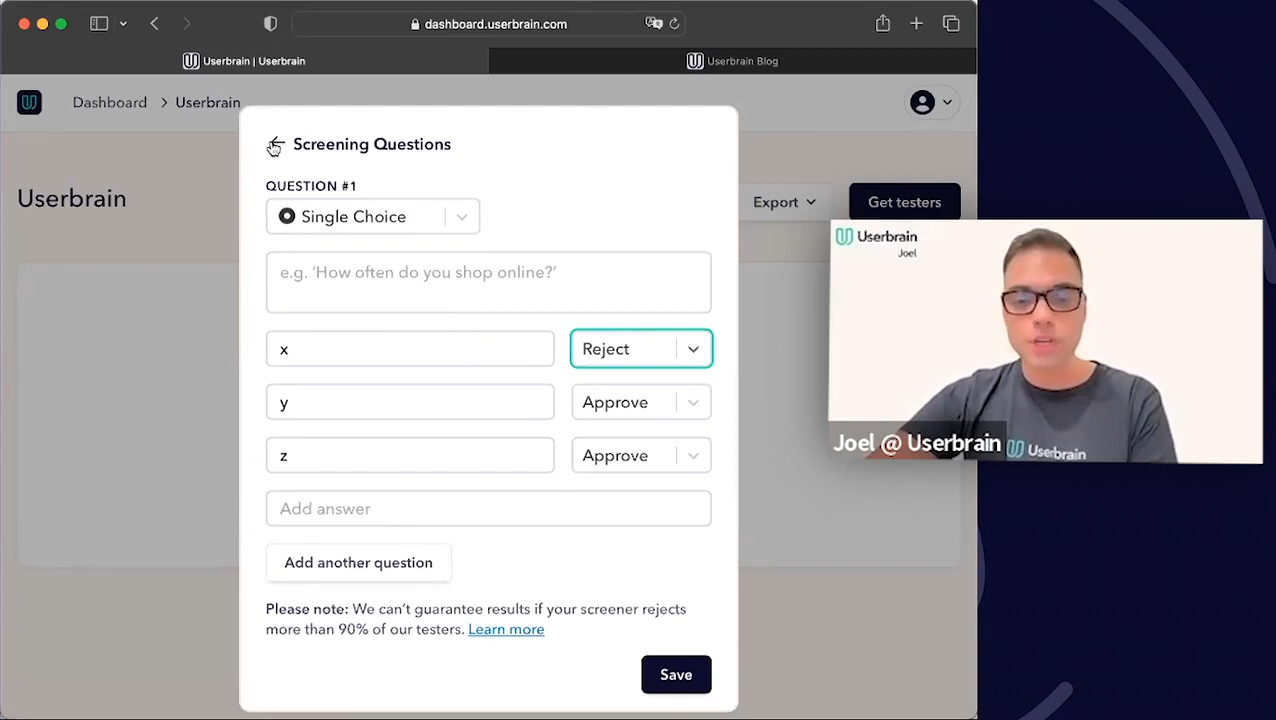 dashboard.userbrain.com
Userbrain | Userbrain
Userbrain Blog
Dashboard
Userbrain
Screening Questions
QUESTION #1
Userbrain
Single Choice
Export
Get testers
Userbrain
Joel
e.g. ‘How often do you shop online?’
x
Reject
y
Approve
Joel @ Userbrain
Userbrain
z
Approve
Add answer
Add another question
Please note: We can’t guarantee results if your screener rejects
more than 90% of our testers. Learn more
Save